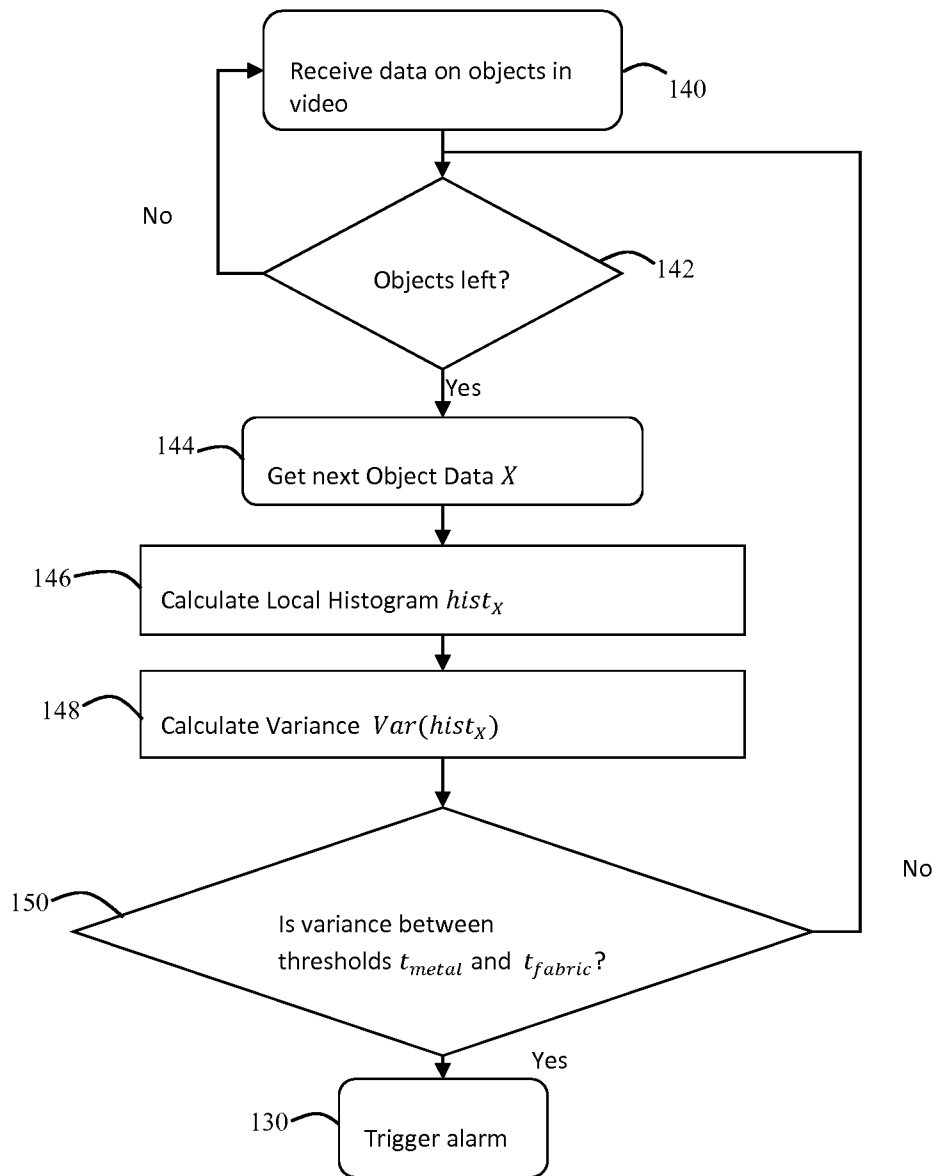 Receive data on objects in
video
140
No
Objects left?
142
Yes
144
Get next Object Data X
146
Calculate Local Histogram hist_X
148
Calculate Variance Var(hist_X)
150
No
Is variance between
thresholds t_metal and t_fabric?
Yes
130
Trigger alarm